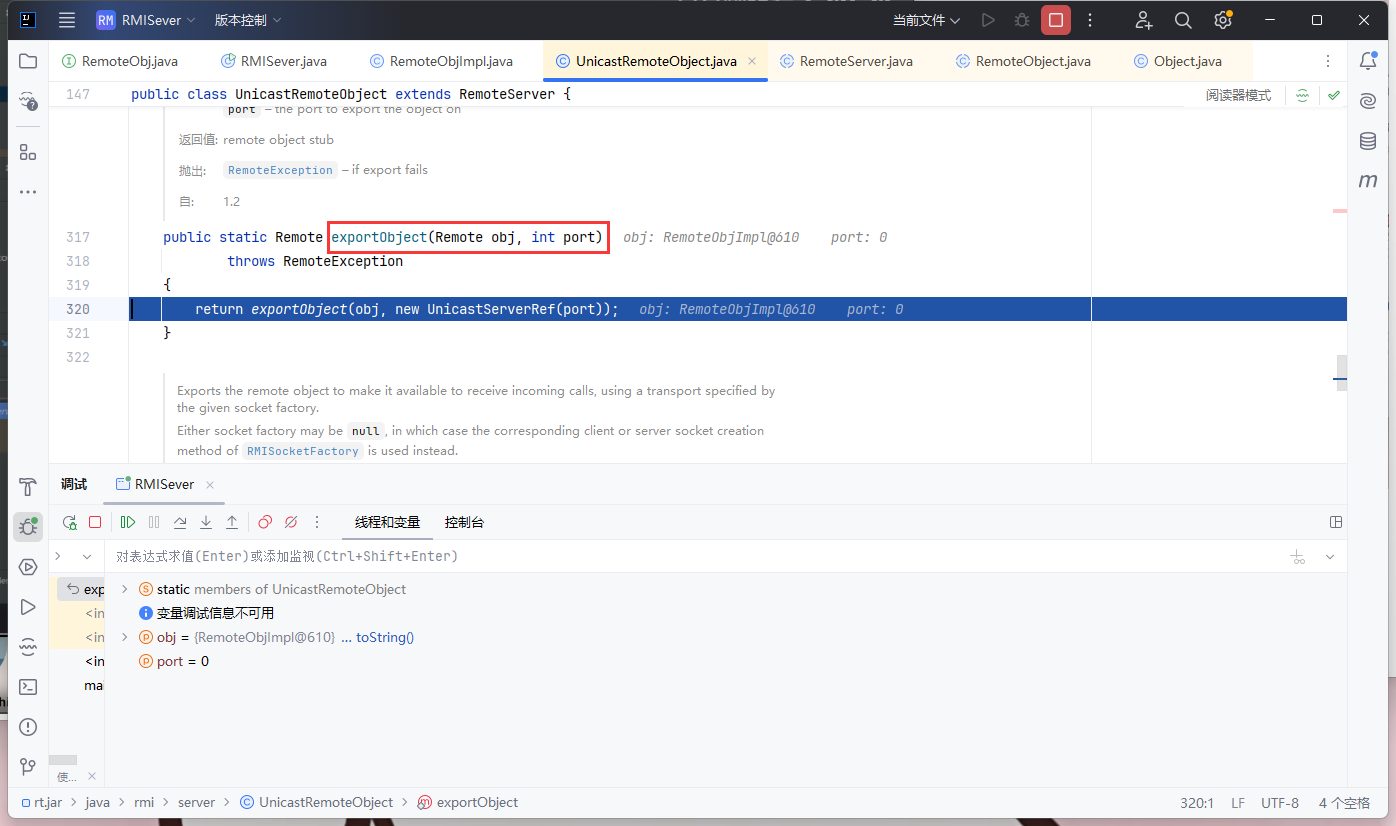 RM RMISever 版本控制 当前文件
RemoteObj.java RMISever.java RemoteObjImpl.java UnicastRemoteObject.java RemoteServer.java RemoteObject.java Object.java
147 public class UnicastRemoteObject extends RemoteServer { 阅读器模式
port – the port to export the object on
返回值: remote object stub
抛出: RemoteException – if export fails
自: 1.2
317 public static Remote exportObject(Remote obj, int port) obj: RemoteObjImpl@610 port: 0
318 throws RemoteException
319 {
320 return exportObject(obj, new UnicastServerRef(port)); obj: RemoteObjImpl@610 port: 0
321 }
322
Exports the remote object to make it available to receive incoming calls, using a transport specified by
the given socket factory.
Either socket factory may be null, in which case the corresponding client or server socket creation
method of RMISocketFactory is used instead.
调试 RMISever
线程和变量 控制台
对表达式求值(Enter)或添加监视(Ctrl+Shift+Enter)
exp static members of UnicastRemoteObject
<in 变量调试信息不可用
<in obj = {RemoteObjImpl@610} ... toString()
<in port = 0
mai
使...
rt.jar java rmi server UnicastRemoteObject exportObject 320:1 LF UTF-8 4 个空格